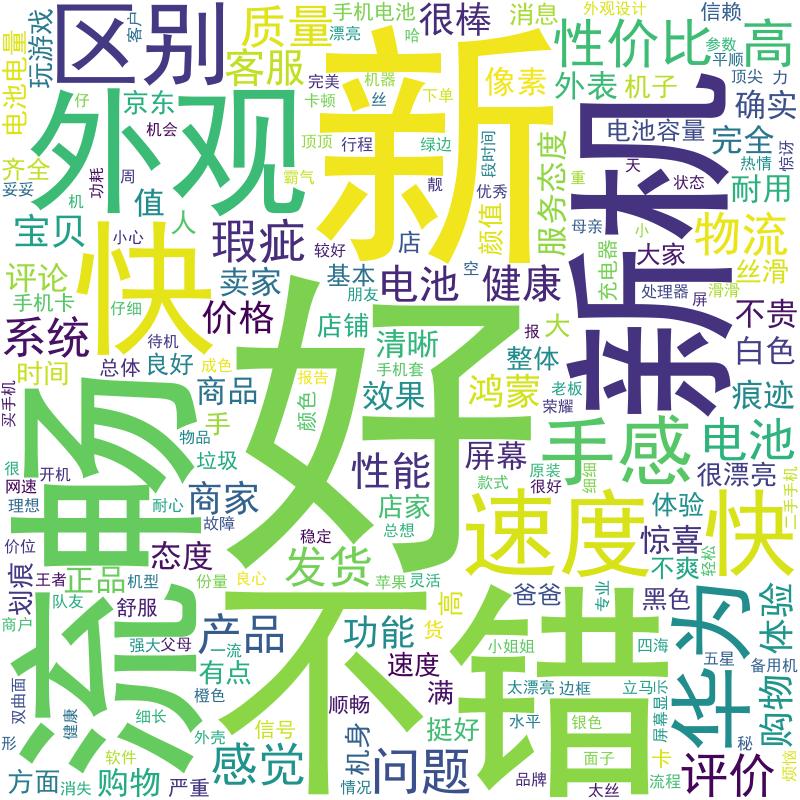 好
新
不错
流畅
新机
外观
快
速度
快
区别
华为
手感
质量
客服
很棒
消息
性价比
高
手机电池
外观设计
信赖
参数
平顺
顶尖
力
玩游戏
电池电量
客户
漂亮
哈
完美
机器
下单
像素
外表
机子
确实
京东
卡顿
丝
机会
仔
齐全
妥妥
功耗
周
值
人
顶顶
行程
绿边
段时间
电池容量
完全
热情
惊讶
霸气
靓
优秀
重
天
状态
耐用
宝贝
机
小心
瑕疵
较好
店
颜值
服务态度
母亲
小
大家
物流
评论
手机卡
仔细
卖家
基本
电池
空
健康
充电器
处理器
屏
丝滑
滑滑
朋友
价格
店铺
清晰
报
大
不贵
系统
待机
时间
总体
良好
成色
报告
手机套
整体
老板
白色
买手机
商品
颜色
效果
鸿蒙
荣耀
痕迹
手
物品
垃圾
性能
屏幕
原装
电池
很
开机
网速
理想
耐心
商家
故障
店家
款式
很好
细细
很漂亮
二手手机
总想
体验
价位
态度
稳定
惊喜
划痕
王者
正品
机型
份量
良心
发货
苹果
灵活
不爽
轻松
商户
队友
舒服
高
爸爸
专业
黑色
体验
强大
父母
产品
一流
功能
货
小姐姐
四海
五星
备用机
有点
速度
双曲面
健康
橙色
满
太漂亮
边框
立马
屏幕显示
购物
细长
顺畅
外壳
信号
挺好
水平
银色
形
软件
感觉
机身
面子
卡
秘
烦恼
方面
消失
购物
严重
情况
问题
品牌
太丝
流程
评价